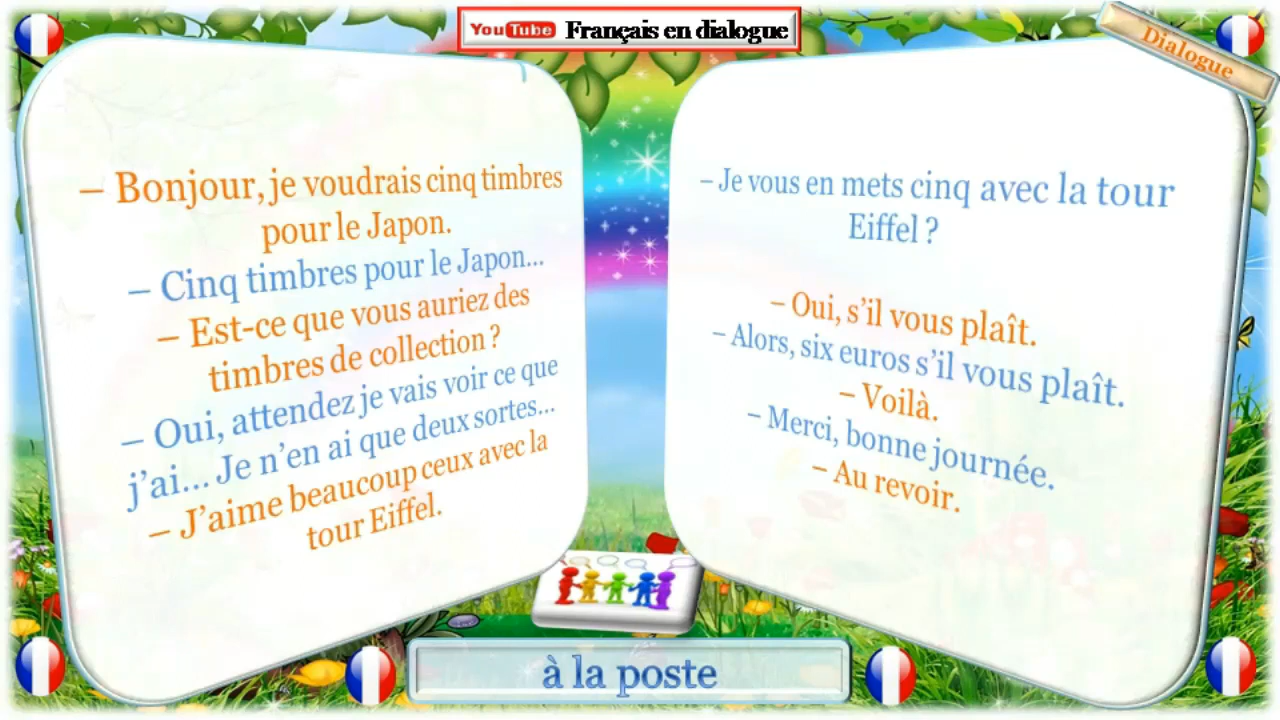 YouTube Français en dialogue
Dialogue
– Bonjour, je voudrais cinq timbres
pour le Japon.
– Cinq timbres pour le Japon...
– Est-ce que vous auriez des
timbres de collection ?
– Oui, attendez je vais voir ce que
j’ai... Je n’en ai que deux sortes...
– J’aime beaucoup ceux avec la
tour Eiffel.
– Je vous en mets cinq avec la tour
Eiffel ?
– Oui, s’il vous plaît.
– Alors, six euros s’il vous plaît.
– Voilà.
– Merci, bonne journée.
– Au revoir.
à la poste